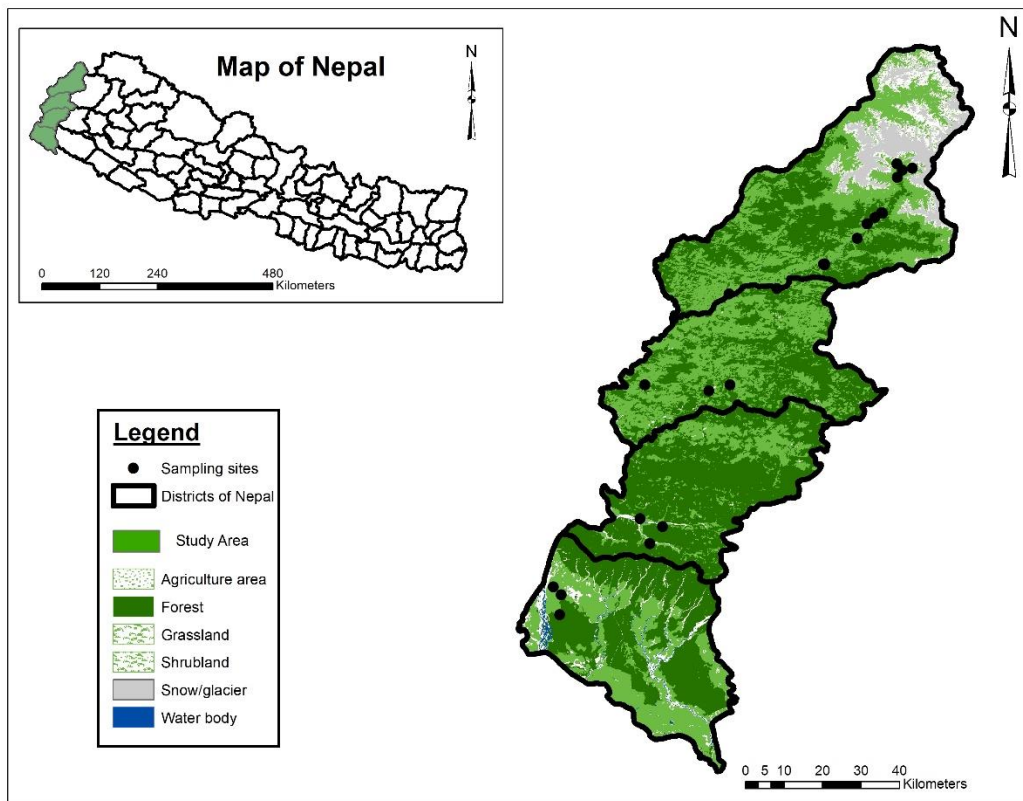 Map of Nepal
N
0 120 240 480
Kilometers
N
Legend
Sampling sites
Districts of Nepal
Study Area
Agriculture area
Forest
Grassland
Shrubland
Snow/glacier
Water body
0 5 10 20 30 40
Kilometers